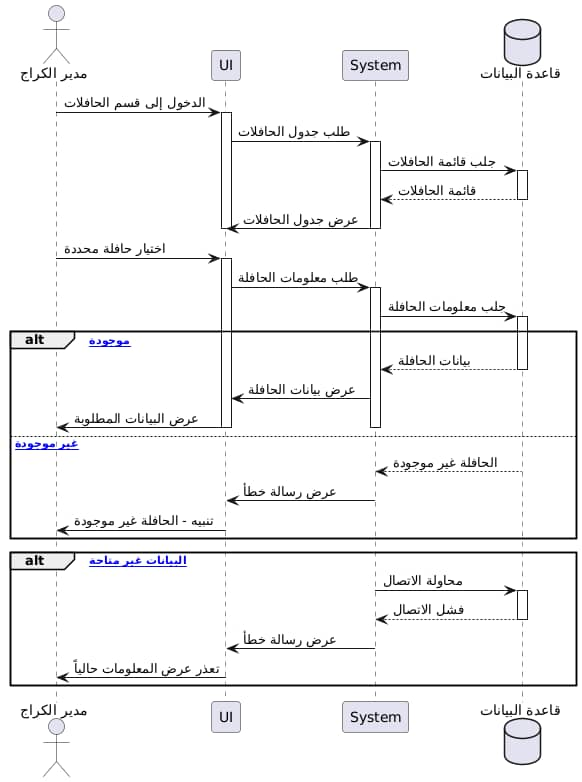 مدير الكراج
UI
System
قاعدة البيانات
الدخول إلى قسم الحافلات
طلب جدول الحافلات
جلب قائمة الحافلات
قائمة الحافلات
عرض جدول الحافلات
اختيار حافلة محددة
طلب معلومات الحافلة
جلب معلومات الحافلة
alt
موجودة
بيانات الحافلة
عرض بيانات الحافلة
عرض البيانات المطلوبة
غير موجودة
الحافلة غير موجودة
عرض رسالة خطأ
تنبيه - الحافلة غير موجودة
alt
البيانات غير متاحة
محاولة الاتصال
فشل الاتصال
عرض رسالة خطأ
تعذر عرض المعلومات حالياً
مدير الكراج
UI
System
قاعدة البيانات